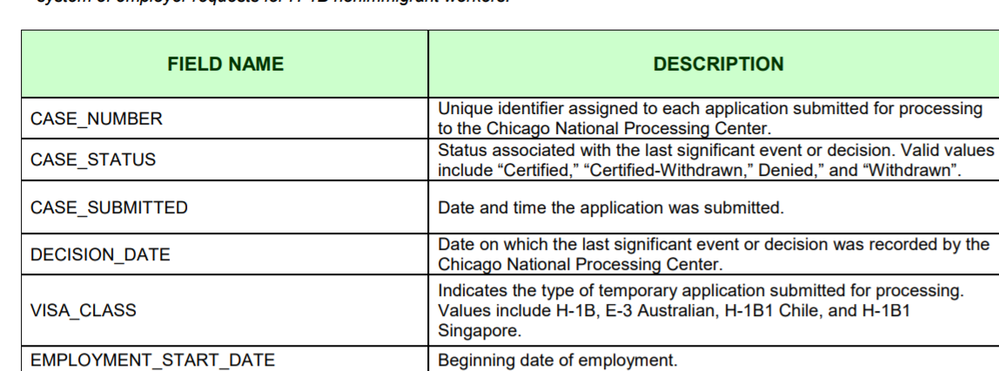 system of employer requests for H-1B nonimmigrant workers.
FIELD NAME
DESCRIPTION
CASE_NUMBER
Unique identifier assigned to each application submitted for processing
to the Chicago National Processing Center.
CASE_STATUS
Status associated with the last significant event or decision. Valid values
include “Certified,” “Certified-Withdrawn,” Denied,” and “Withdrawn”.
CASE_SUBMITTED
Date and time the application was submitted.
DECISION_DATE
Date on which the last significant event or decision was recorded by the
Chicago National Processing Center.
VISA_CLASS
Indicates the type of temporary application submitted for processing.
Values include H-1B, E-3 Australian, H-1B1 Chile, and H-1B1
Singapore.
EMPLOYMENT_START_DATE
Beginning date of employment.